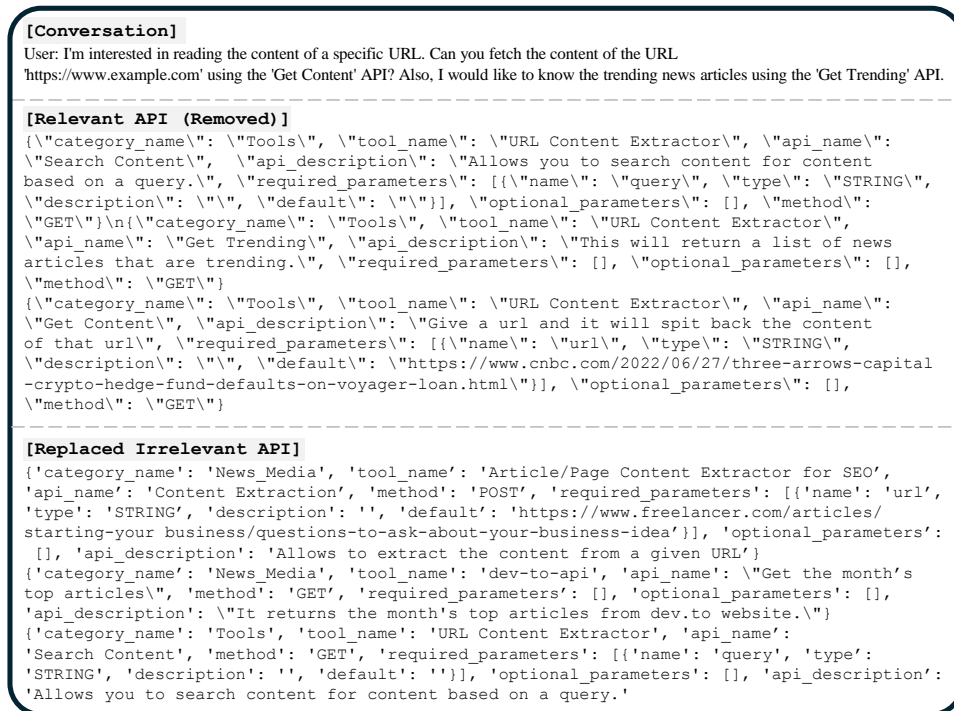 [Conversation]
User: I'm interested in reading the content of a specific URL. Can you fetch the content of the URL
'https://www.example.com' using the 'Get Content' API? Also, I would like to know the trending news articles using the 'Get Trending' API.
[Relevant API (Removed)]
{\"category_name\": \"Tools\", \"tool_name\": \"URL Content Extractor\", \"api_name\":
\"Search Content\",  \"api_description\": \"Allows you to search content for content
based on a query.\", \"required_parameters\": [{\"name\": \"query\", \"type\": \"STRING\",
\"description\": \"\", \"default\": \"\"}], \"optional_parameters\": [], \"method\":
\"GET\"}\n{\"category_name\": \"Tools\", \"tool_name\": \"URL Content Extractor\",
\"api_name\": \"Get Trending\", \"api_description\": \"This will return a list of news
articles that are trending.\", \"required_parameters\": [], \"optional_parameters\": [],
\"method\": \"GET\"}
{\"category_name\": \"Tools\", \"tool_name\": \"URL Content Extractor\", \"api_name\":
\"Get Content\", \"api_description\": \"Give a url and it will spit back the content
of that url\", \"required_parameters\": [{\"name\": \"url\", \"type\": \"STRING\",
\"description\": \"\", \"default\": \"https://www.cnbc.com/2022/06/27/three-arrows-capital
-crypto-hedge-fund-defaults-on-voyager-loan.html\"}], \"optional_parameters\": [],
\"method\": \"GET\"}
[Replaced Irrelevant API]
{'category_name': 'News_Media', 'tool_name’: 'Article/Page Content Extractor for SEO’,
'api_name’: 'Content Extraction’, 'method': 'POST’, 'required_parameters': [{'name': 'url’,
'type’: 'STRING’, 'description': '', 'default': 'https://www.freelancer.com/articles/
starting-your business/questions-to-ask-about-your-business-idea’}], 'optional_parameters’:
[], 'api_description': 'Allows to extract the content from a given URL’}
{'category_name’: 'News_Media', 'tool_name': 'dev-to-api', 'api_name': \"Get the month’s
top articles\", 'method': 'GET’, 'required_parameters’: [], 'optional_parameters': [],
'api_description’: \"It returns the month's top articles from dev.to website.\"}
{'category_name': 'Tools', 'tool_name': 'URL Content Extractor', 'api_name’:
'Search Content', 'method': 'GET', 'required_parameters': [{'name': 'query', 'type’:
'STRING', 'description': '', 'default': ''}], 'optional_parameters': [], 'api_description’:
'Allows you to search content for content based on a query.'